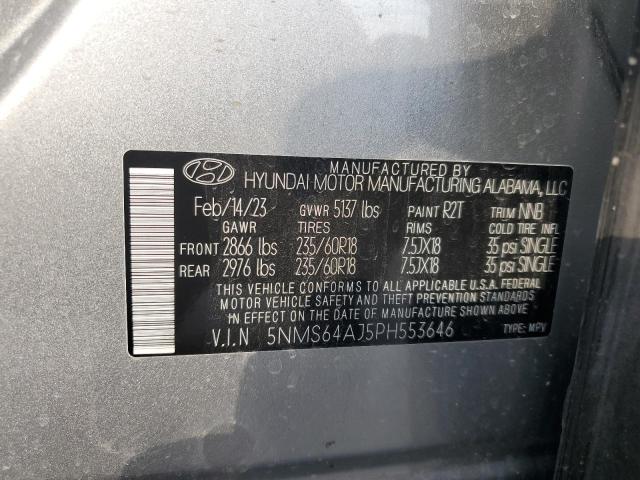 MANUFACTURED BY
HYUNDAI MOTOR MANUFACTURING ALABAMA, LLC
Feb/14/23 GVWR 5137 lbs PAINT R2T TRIM NNB
GAWR TIRES RIMS COLD TIRE INFL
FRONT 2866 lbs 235/60R18 7.5JX18 35 psi SINGLE
REAR 2976 lbs 235/60R18 7.5JX18 35 psi SINGLE
THIS VEHICLE CONFORMS TO ALL APPLICABLE U.S.A. FEDERAL
MOTOR VEHICLE SAFETY AND THEFT PREVENTION STANDARDS
IN EFFECT ON THE DATE OF MANUFACTURE SHOWN ABOVE.
V.I.N 5NMS64AJ5PH553646 TYPE: MPV